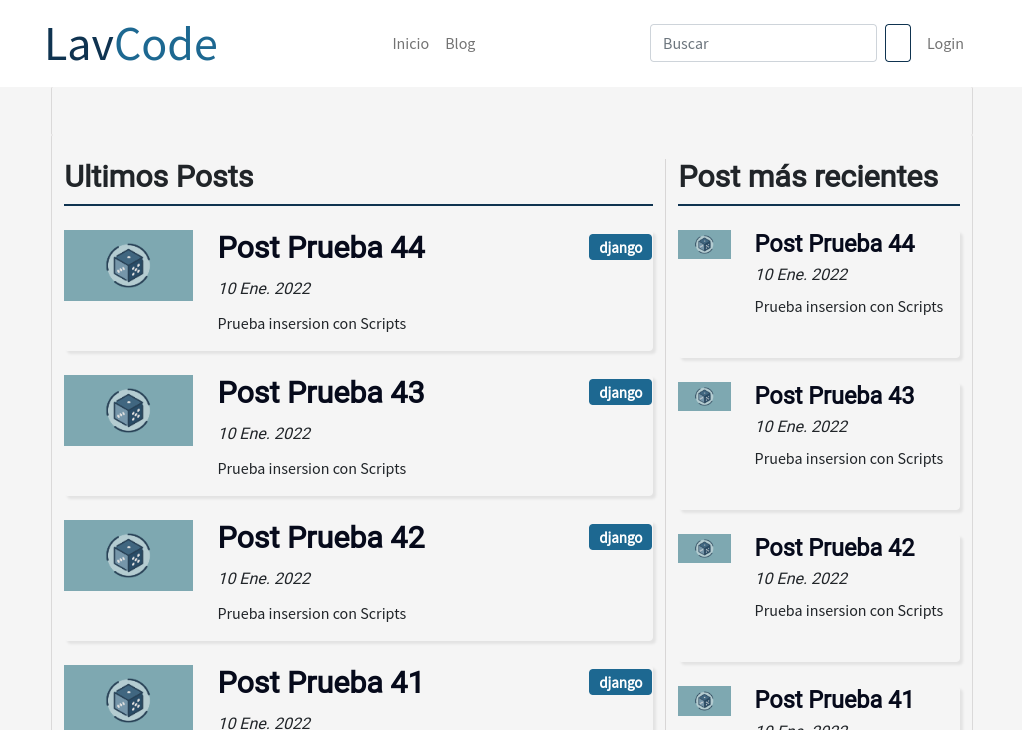 LavCode
Inicio Blog
Buscar
Login
Ultimos Posts
Post Prueba 44
django
10 Ene. 2022
Prueba insersion con Scripts
Post Prueba 43
django
10 Ene. 2022
Prueba insersion con Scripts
Post Prueba 42
django
10 Ene. 2022
Prueba insersion con Scripts
Post Prueba 41
django
10 Ene. 2022
Post más recientes
Post Prueba 44
10 Ene. 2022
Prueba insersion con Scripts
Post Prueba 43
10 Ene. 2022
Prueba insersion con Scripts
Post Prueba 42
10 Ene. 2022
Prueba insersion con Scripts
Post Prueba 41
10 Ene. 2022